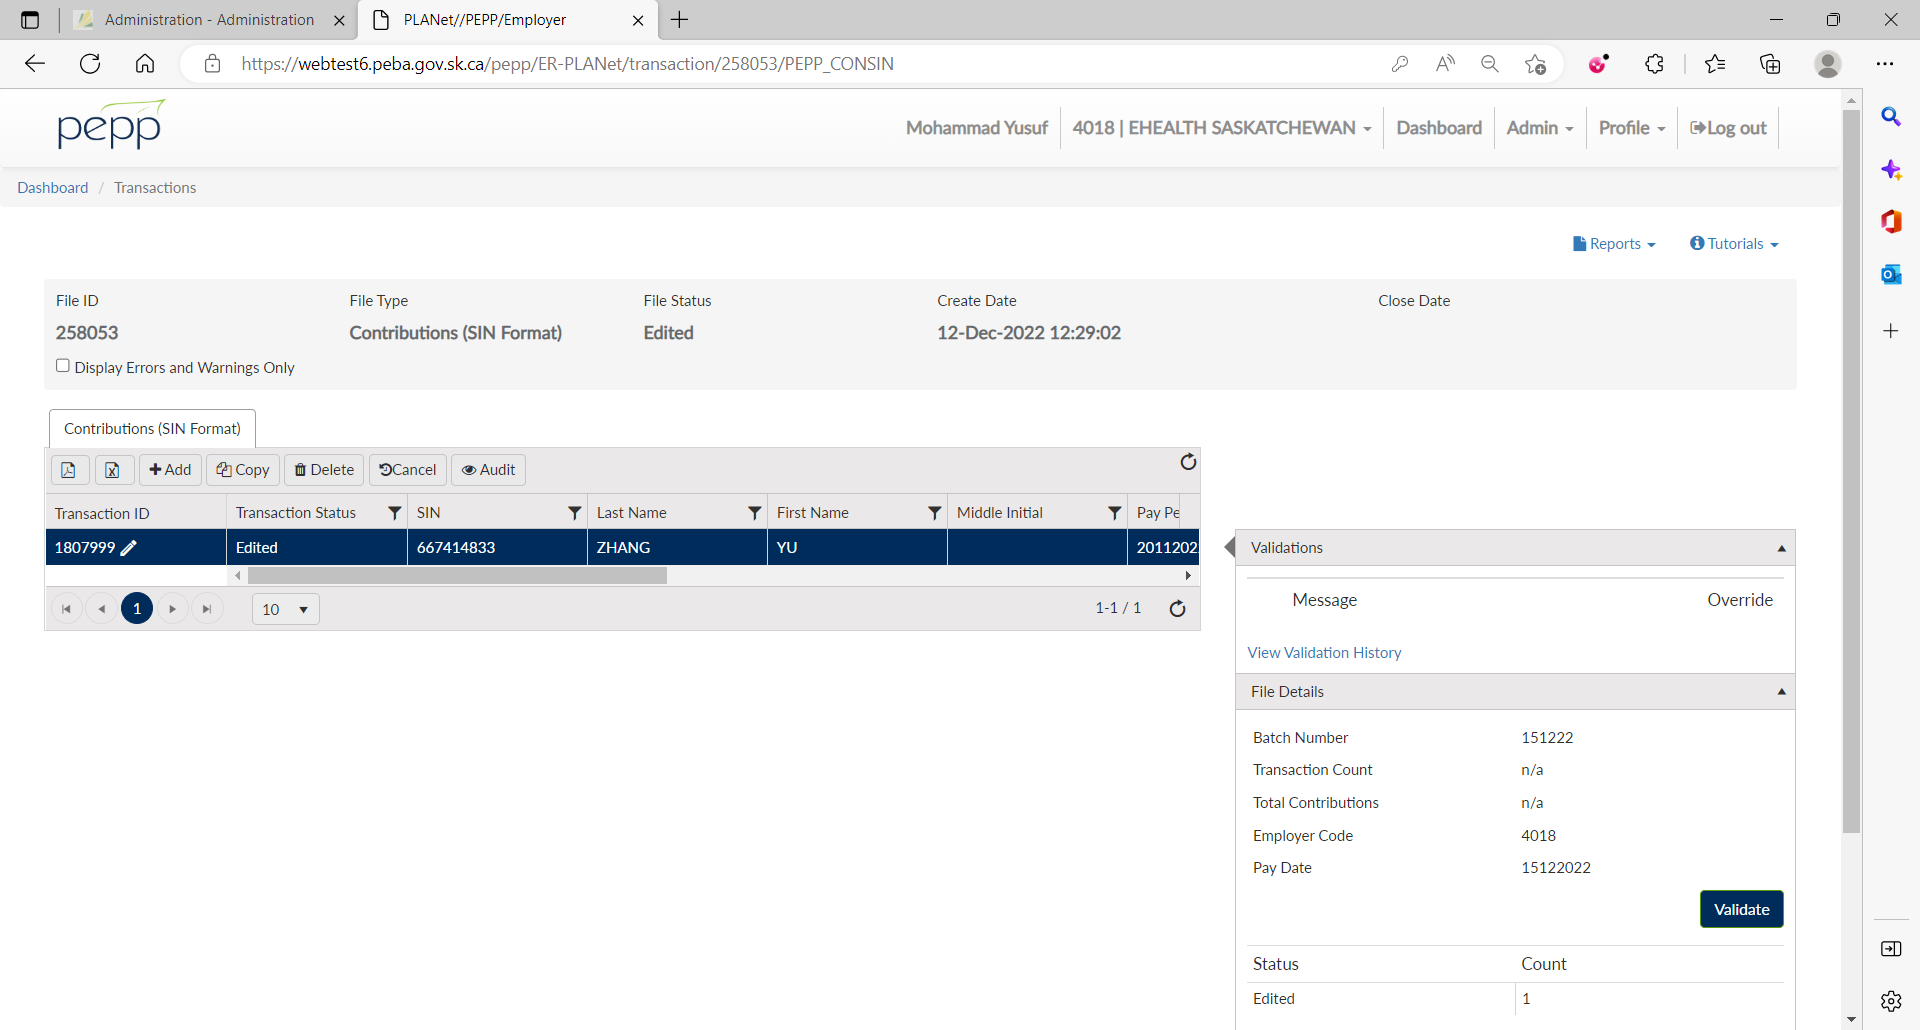 Administration - Administration
PLANet//PEPP/Employer
https://webtest6.peba.gov.sk.ca/pepp/ER-PLANet/transaction/258053/PEPP_CONSIN
pepp
Mohammad Yusuf
4018 | EHEALTH SASKATCHEWAN
Dashboard
Admin
Profile
Log out
Dashboard / Transactions
Reports
Tutorials
File ID
File Type
File Status
Create Date
Close Date
258053
Contributions (SIN Format)
Edited
12-Dec-2022 12:29:02
Display Errors and Warnings Only
Contributions (SIN Format)
Add
Copy
Delete
Cancel
Audit
Transaction ID
Transaction Status
SIN
Last Name
First Name
Middle Initial
Pay Pe
1807999
Edited
667414833
ZHANG
YU
2011202
1
10
1-1 / 1
Validations
Message
Override
View Validation History
File Details
Batch Number 151222
Transaction Count n/a
Total Contributions n/a
Employer Code 4018
Pay Date 15122022
Validate
Status Count
Edited 1